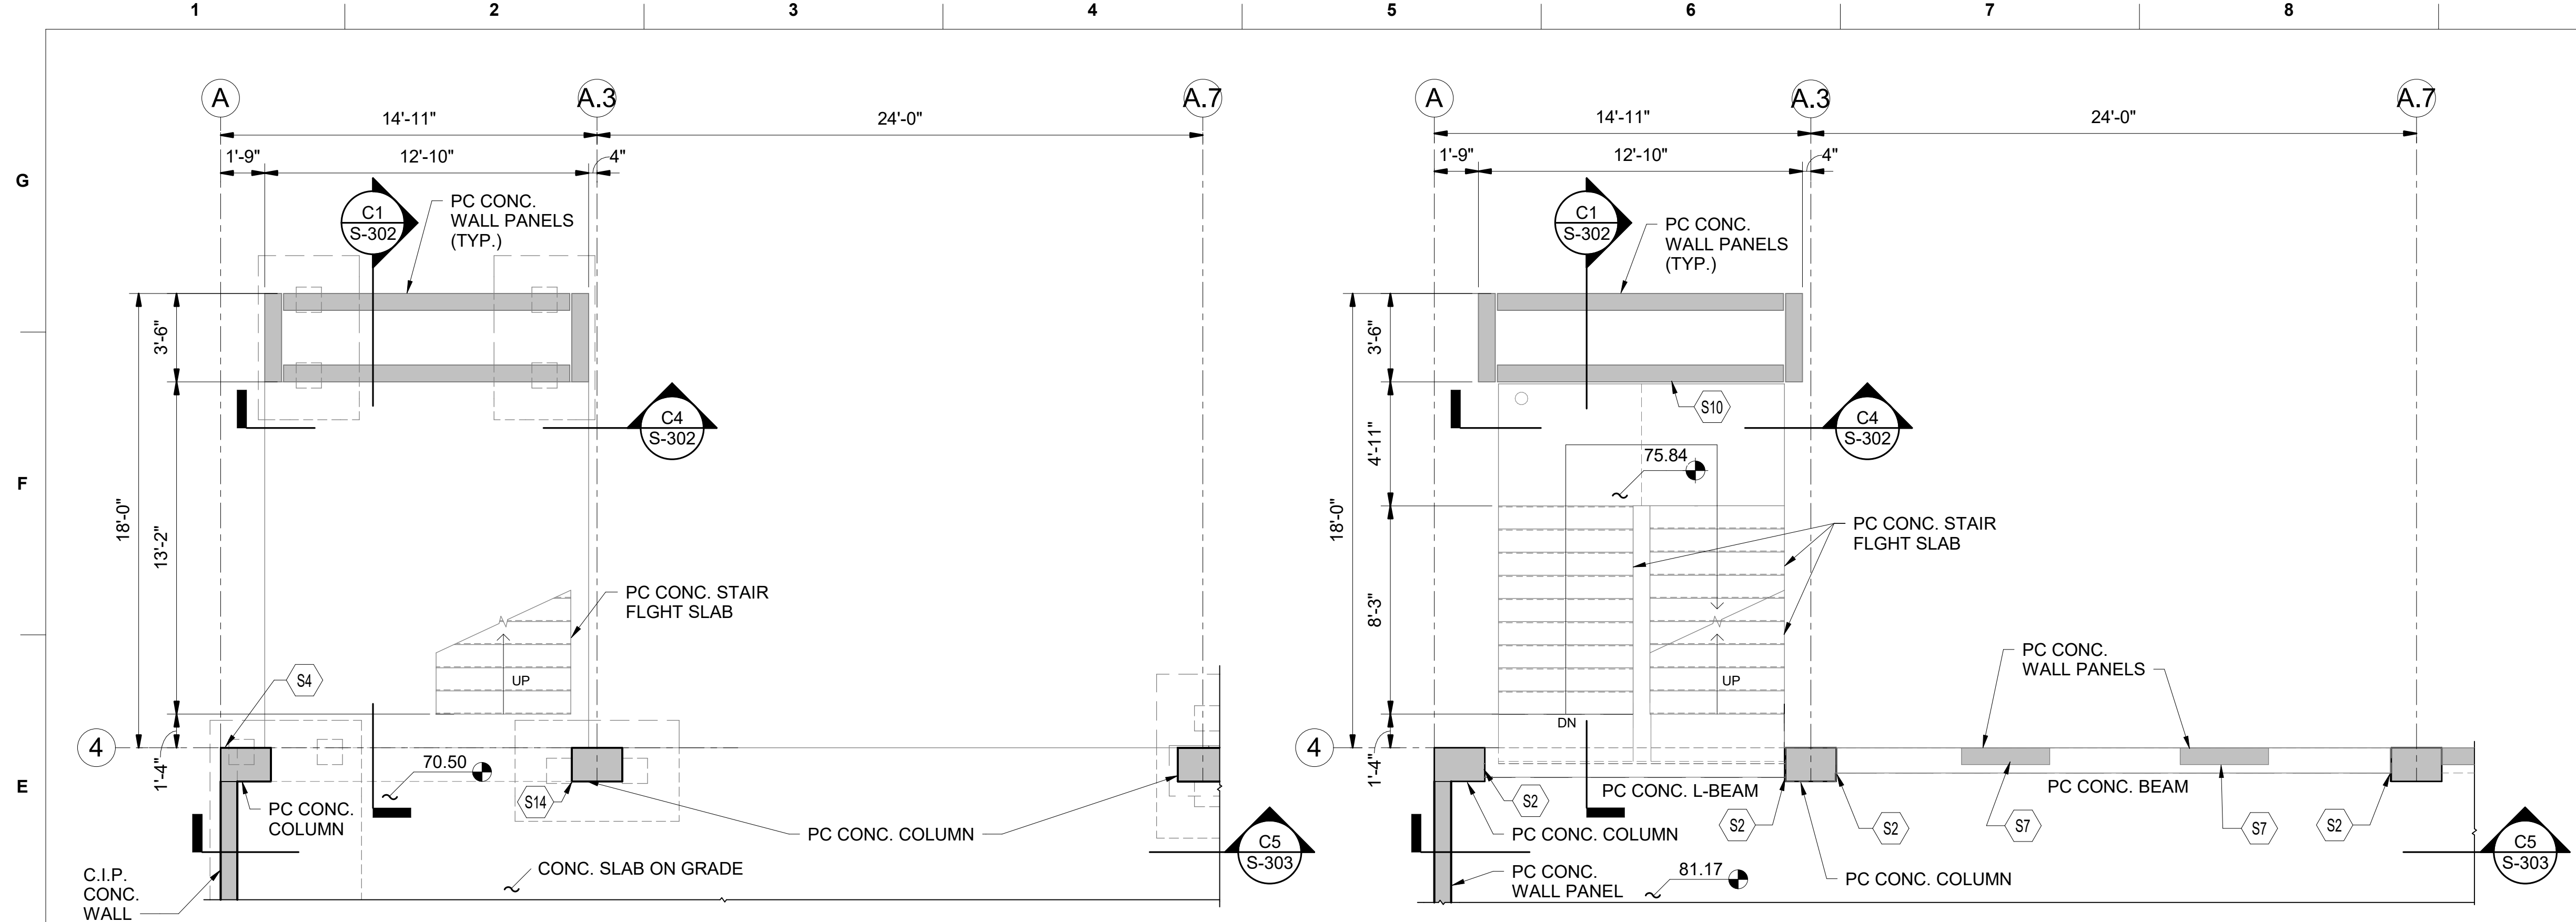 1 2 3 4 5 6 7 8
A A.3 A.7 A A.3 A.7
14'-11" 24'-0" 14'-11" 24'-0"
1'-9" 12'-10" 4" 1'-9" 12'-10" 4"
G
C1
S-302
PC CONC.
WALL PANELS
(TYP.)
C1
S-302
PC CONC.
WALL PANELS
(TYP.)
3'-6"
3'-6"
C4
S-302
S10
C4
S-302
4'-11"
75.84
F
18'-0"
13'-2"
18'-0"
8'-3"
PC CONC. STAIR
FLGHT SLAB
PC CONC. STAIR
FLGHT SLAB
S4
UP
UP
DN
PC CONC.
WALL PANELS
4
1'-4"
70.50
4
1'-4"
E
PC CONC.
COLUMN
S14
PC CONC. COLUMN
C5
S-303
C.I.P.
CONC.
WALL
CONC. SLAB ON GRADE
S2
PC CONC. L-BEAM
PC CONC. BEAM
PC CONC. COLUMN
S2
S2
S7
S7
S2
C5
S-303
PC CONC.
WALL PANEL
81.17
PC CONC. COLUMN